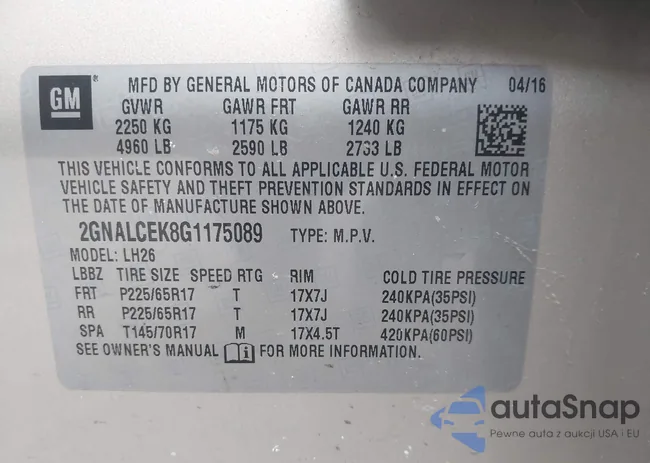 GM
MFD BY GENERAL MOTORS OF CANADA COMPANY 04/16
GVWR GAWR FRT GAWR RR
2250 KG 1175 KG 1240 KG
4960 LB 2590 LB 2733 LB
THIS VEHICLE CONFORMS TO ALL APPLICABLE U.S. FEDERAL MOTOR
VEHICLE SAFETY AND THEFT PREVENTION STANDARDS IN EFFECT ON
THE DATE OF MANUFACTURE SHOWN ABOVE.
2GNALCEK8G1175089 TYPE: M.P.V.
MODEL: LH26
LBBZ TIRE SIZE SPEED RTG RIM COLD TIRE PRESSURE
FRT P225/65R17 T 17X7J 240KPA(35PSI)
RR P225/65R17 T 17X7J 240KPA(35PSI)
SPA T145/70R17 M 17X4.5T 420KPA(60PSI)
SEE OWNER'S MANUAL FOR MORE INFORMATION.
autaSnap
Pewne auta z aukcji USA i EU